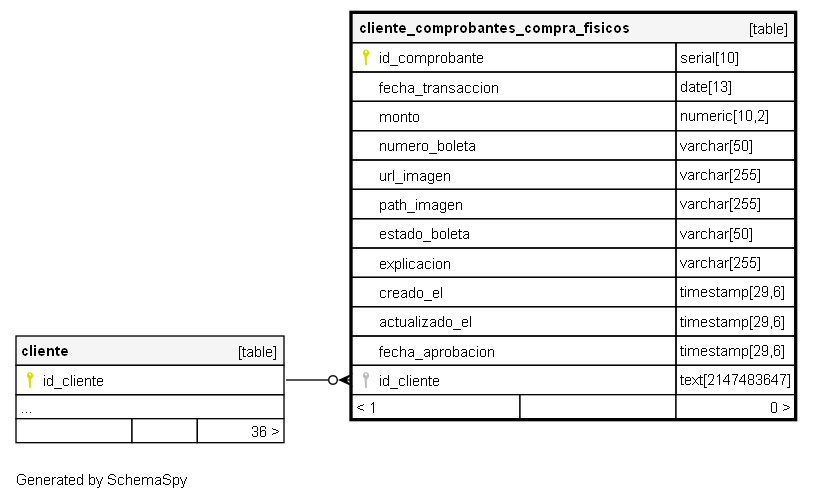 cliente_comprobantes_compra_fisicos [table]
id_comprobante serial[10]
fecha_transaccion date[13]
monto numeric[10,2]
numero_boleta varchar[50]
url_imagen varchar[255]
path_imagen varchar[255]
estado_boleta varchar[50]
explicacion varchar[255]
creado_el timestamp[29,6]
actualizado_el timestamp[29,6]
fecha_aprobacion timestamp[29,6]
id_cliente text[2147483647]
< 1 0 >
cliente [table]
id_cliente
...
36 >
Generated by SchemaSpy